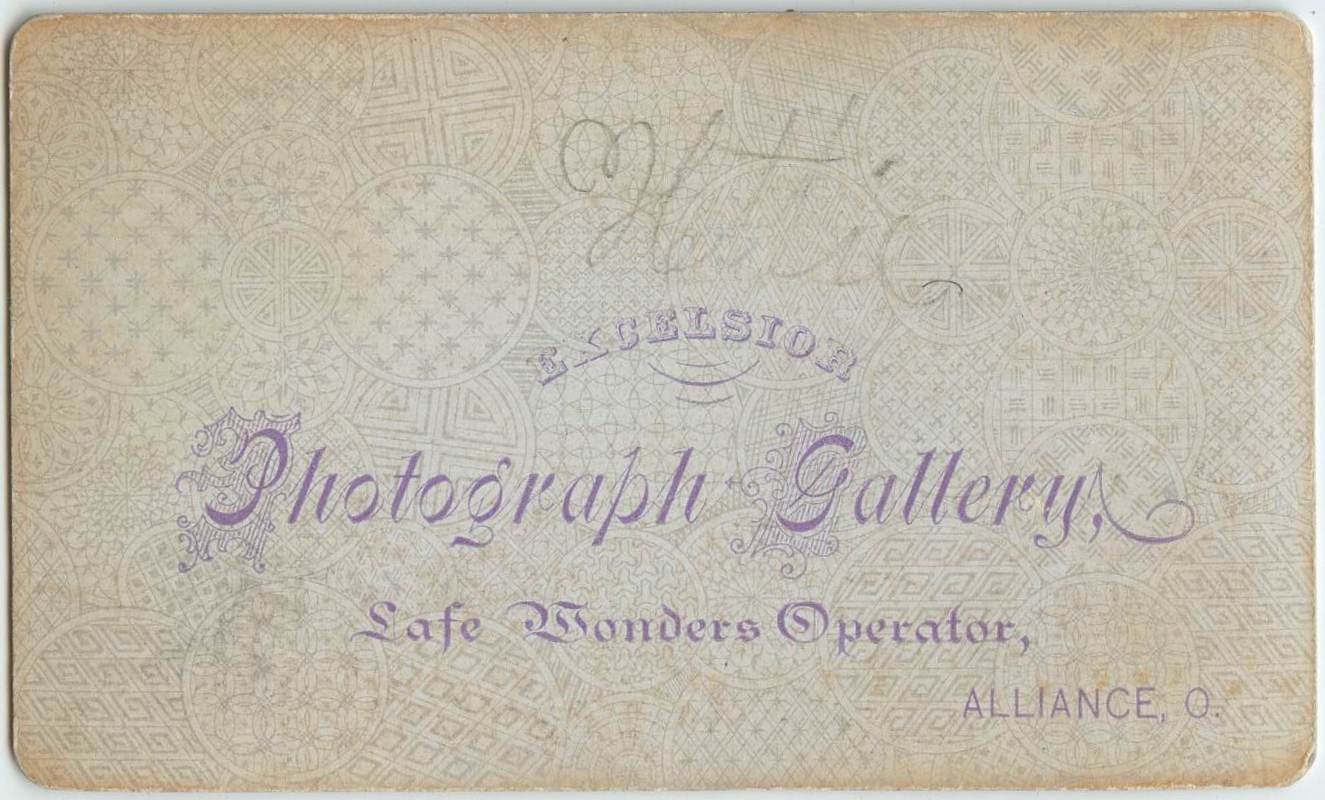 EXCELSIOR
Photograph Gallery,
Lafe Wonders Operator,
ALLIANCE, O.